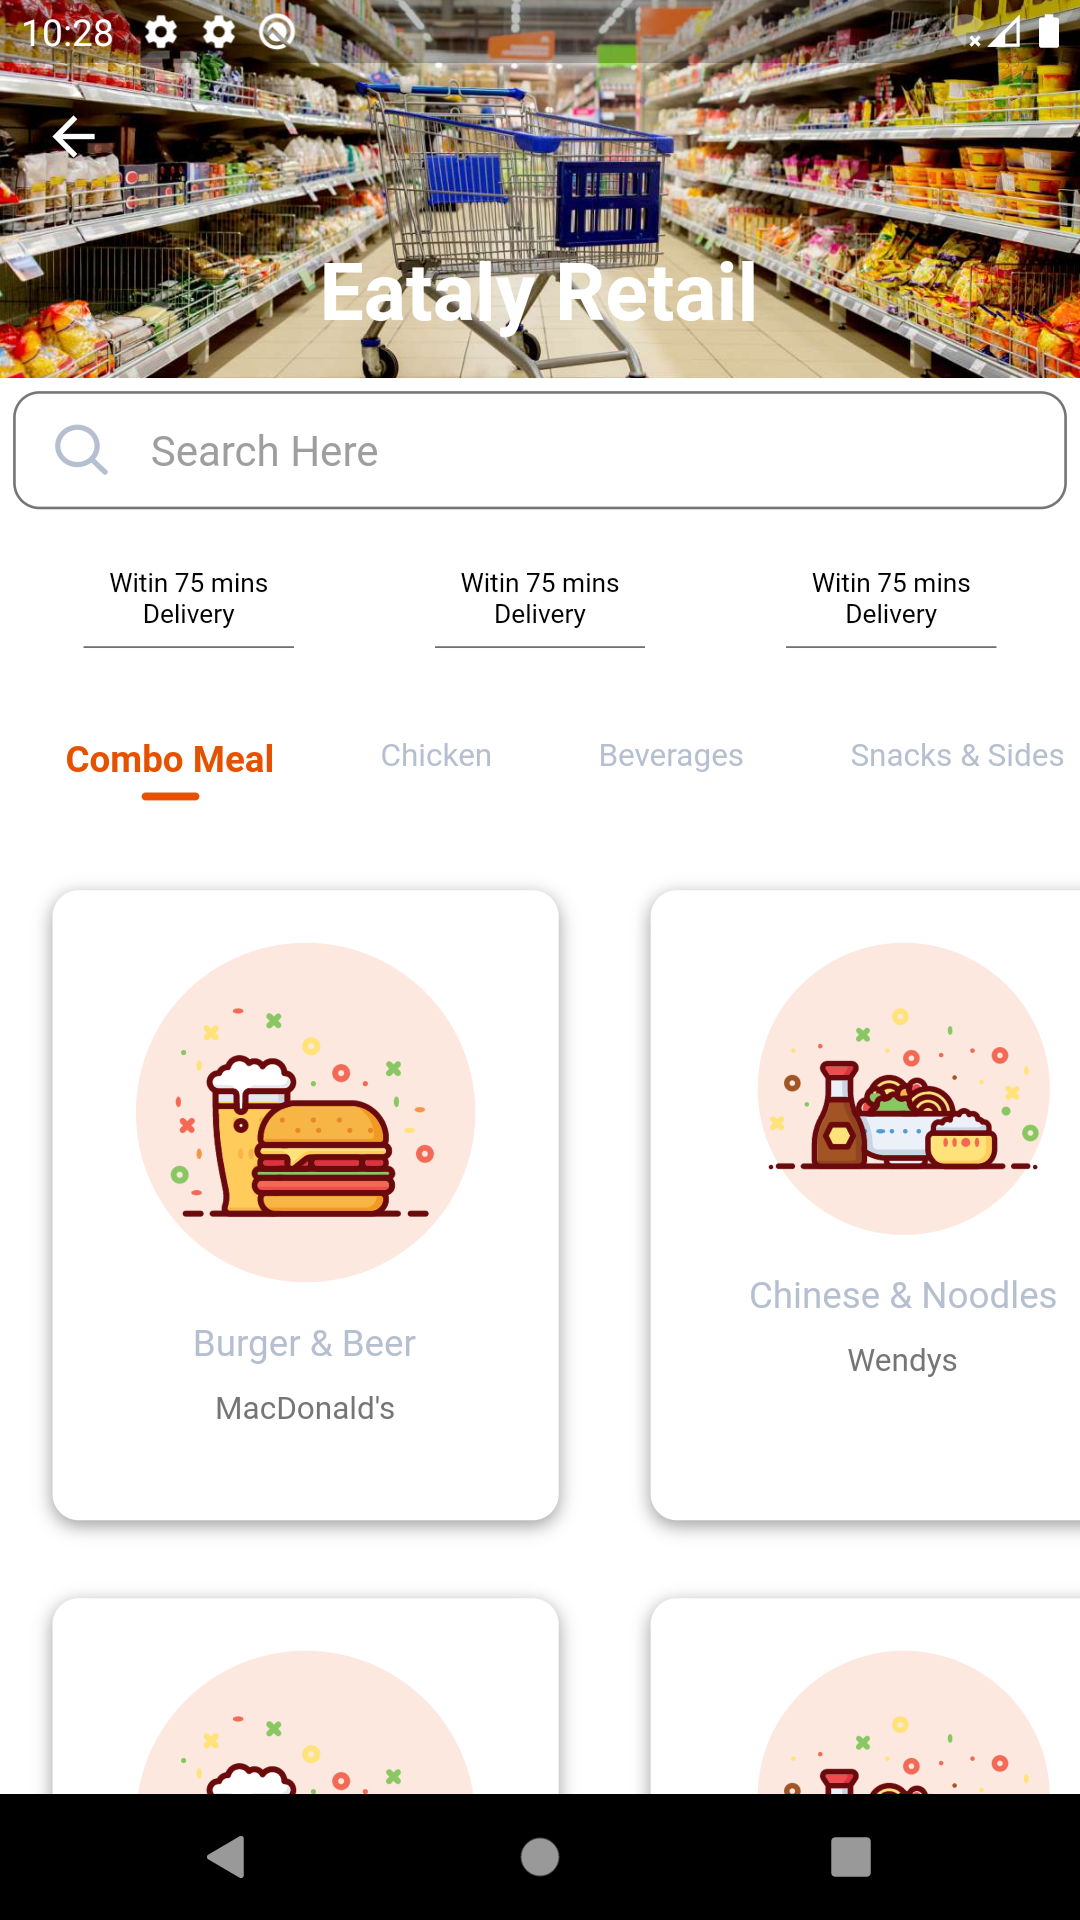 10:28
Eataly Retail
Search Here
Witin 75 mins
Delivery
Witin 75 mins
Delivery
Witin 75 mins
Delivery
Combo Meal
Chicken
Beverages
Snacks & Sides
Burger & Beer
MacDonald's
Chinese & Noodles
Wendys